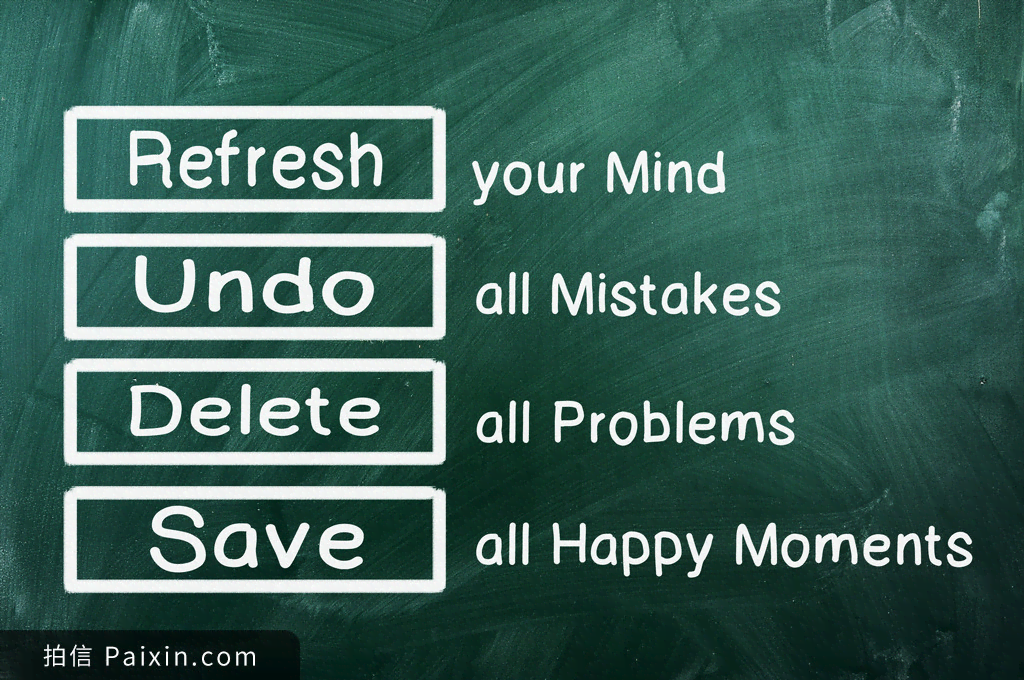 Refresh your Mind
Undo all Mistakes
Delete all Problems
Save all Happy Moments
拍信 Paixin.com